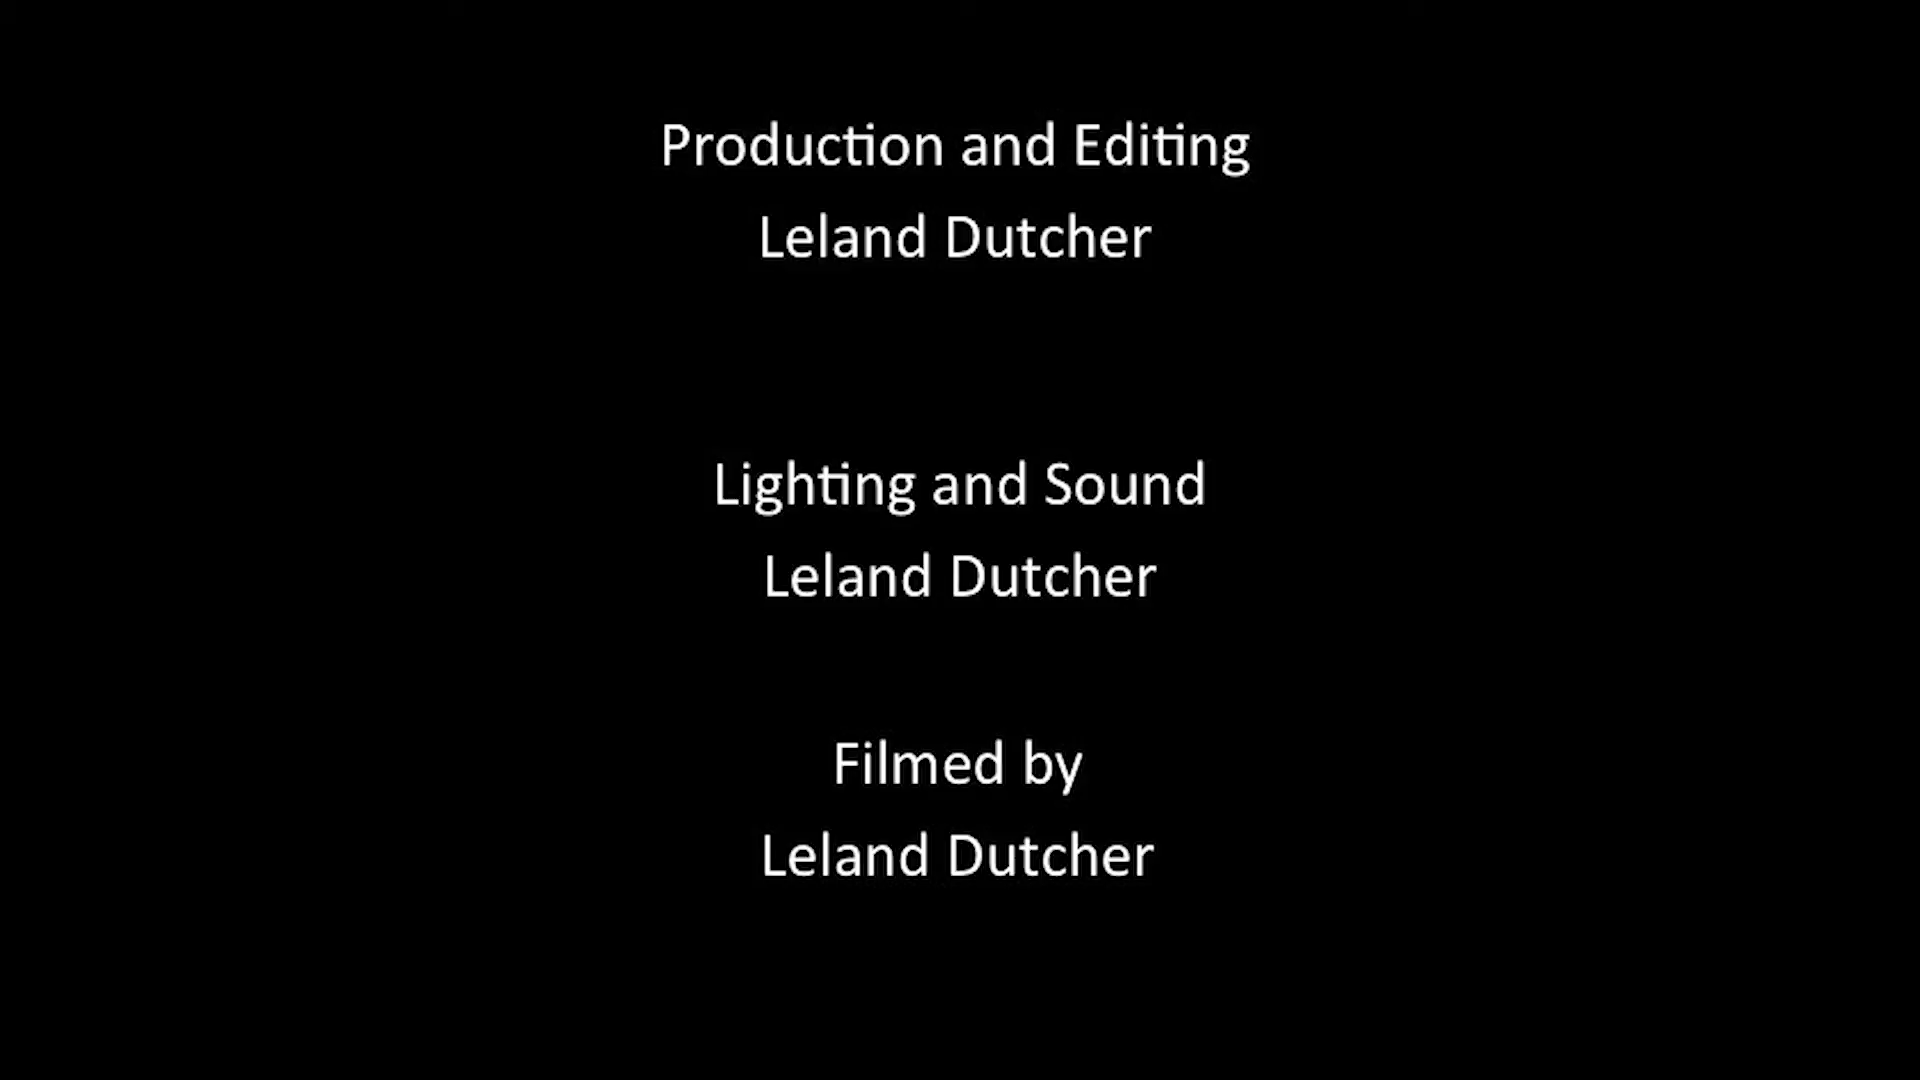 Production and Editing
Leland Dutcher
Lighting and Sound
Leland Dutcher
Filmed by
Leland Dutcher